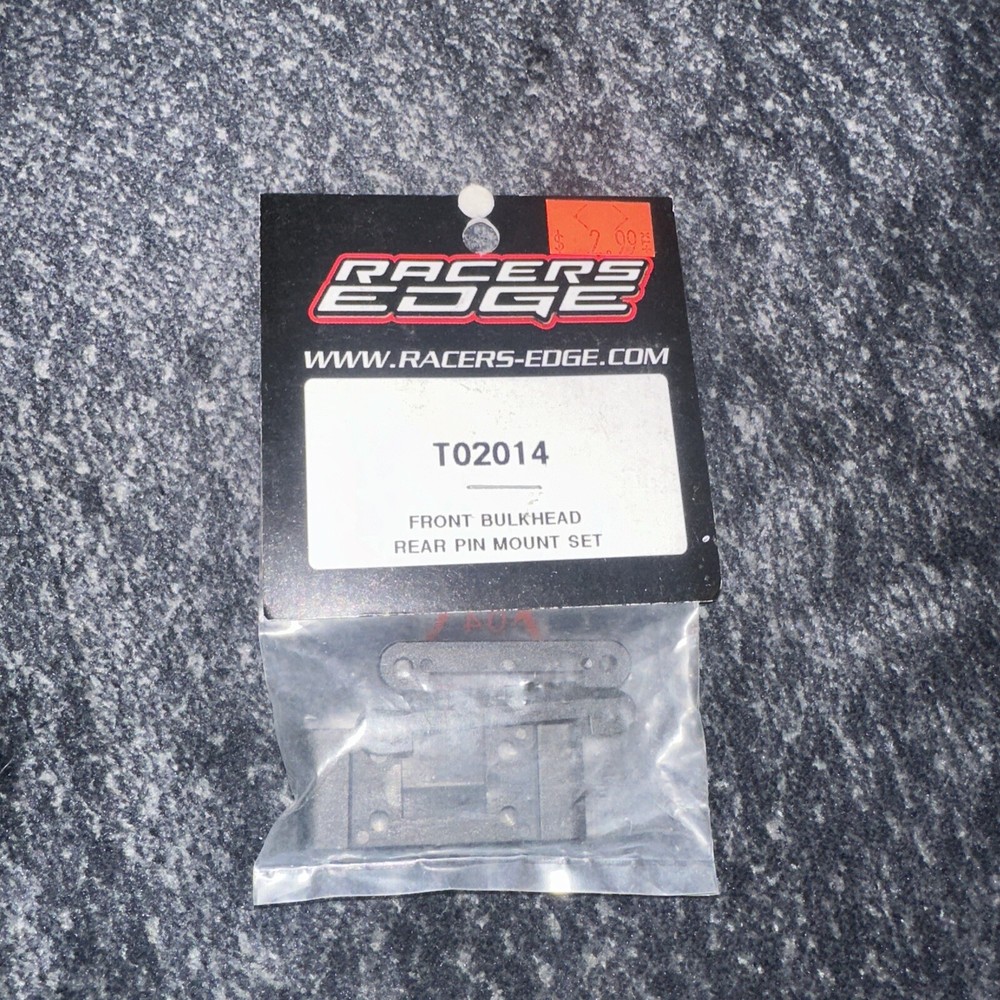 RACERS
EDGE
WWW.RACERS-EDGE.COM
T02014
FRONT BULKHEAD
REAR PIN MOUNT SET